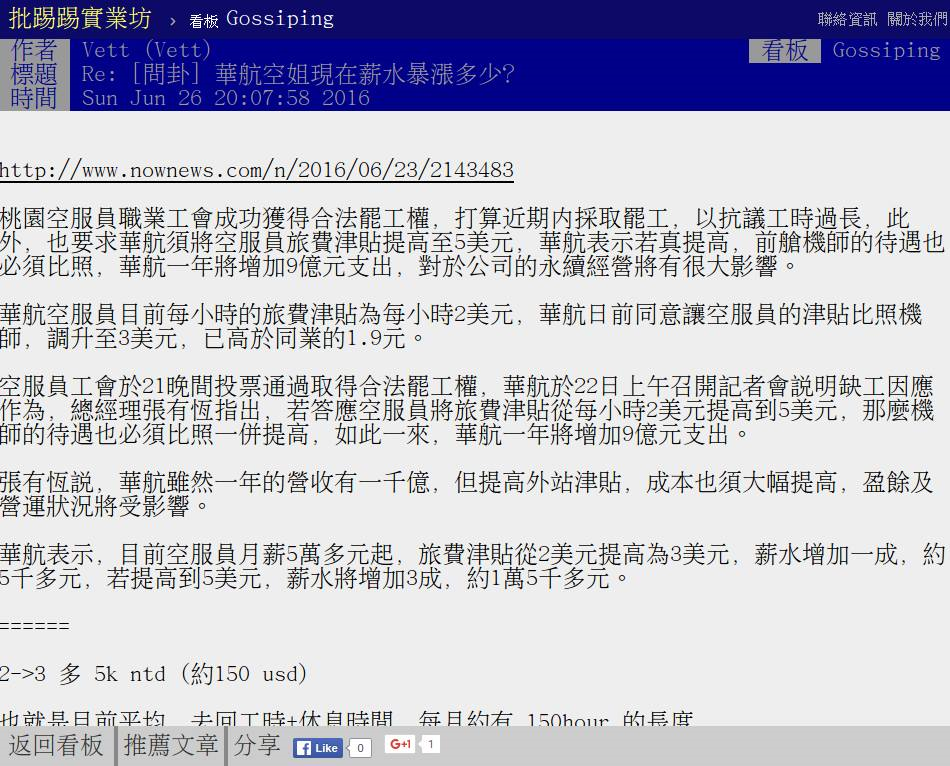 批踢踢實業坊 › 看板 Gossiping 聯絡資訊 關於我們
作者 Vett (Vett) 看板 Gossiping
標題 Re: [問卦] 華航空姐現在薪水暴漲多少?
時間 Sun Jun 26 20:07:58 2016
http://www.nownews.com/n/2016/06/23/2143483
桃園空服員職業工會成功獲得合法罷工權，打算近期內採取罷工，以抗議工時過長，此
外，也要求華航須將空服員旅費津貼提高至5美元，華航表示若真提高，前艙機師的待遇也
必須比照，華航一年將增加9億元支出，對於公司的永續經營將有很大影響。
華航空服員目前每小時的旅費津貼為每小時2美元，華航日前同意讓空服員的津貼比照機
師，調升至3美元，已高於同業的1.9元。
空服員工會於21晚間投票通過取得合法罷工權，華航於22日上午召開記者會說明缺工因應
作為，總經理張有恆指出，若答應空服員將旅費津貼從每小時2美元提高到5美元，那麼機
師的待遇也必須比照一併提高，如此一來，華航一年將增加9億元支出。
張有恆說，華航雖然一年的營收有一千億，但提高外站津貼，成本也須大幅提高，盈餘及
營運狀況將受影響。
華航表示，目前空服員月薪5萬多元起，旅費津貼從2美元提高為3美元，薪水增加一成，約
5千多元，若提高到5美元，薪水將增加3成，約1萬5千多元。
======
2->3 多 5k ntd (約150 usd)
也就是目前平均 去回工時+休息時間 每月約有 150hour 的長度
返回看板 推薦文章 分享 Like 0 G+1 1